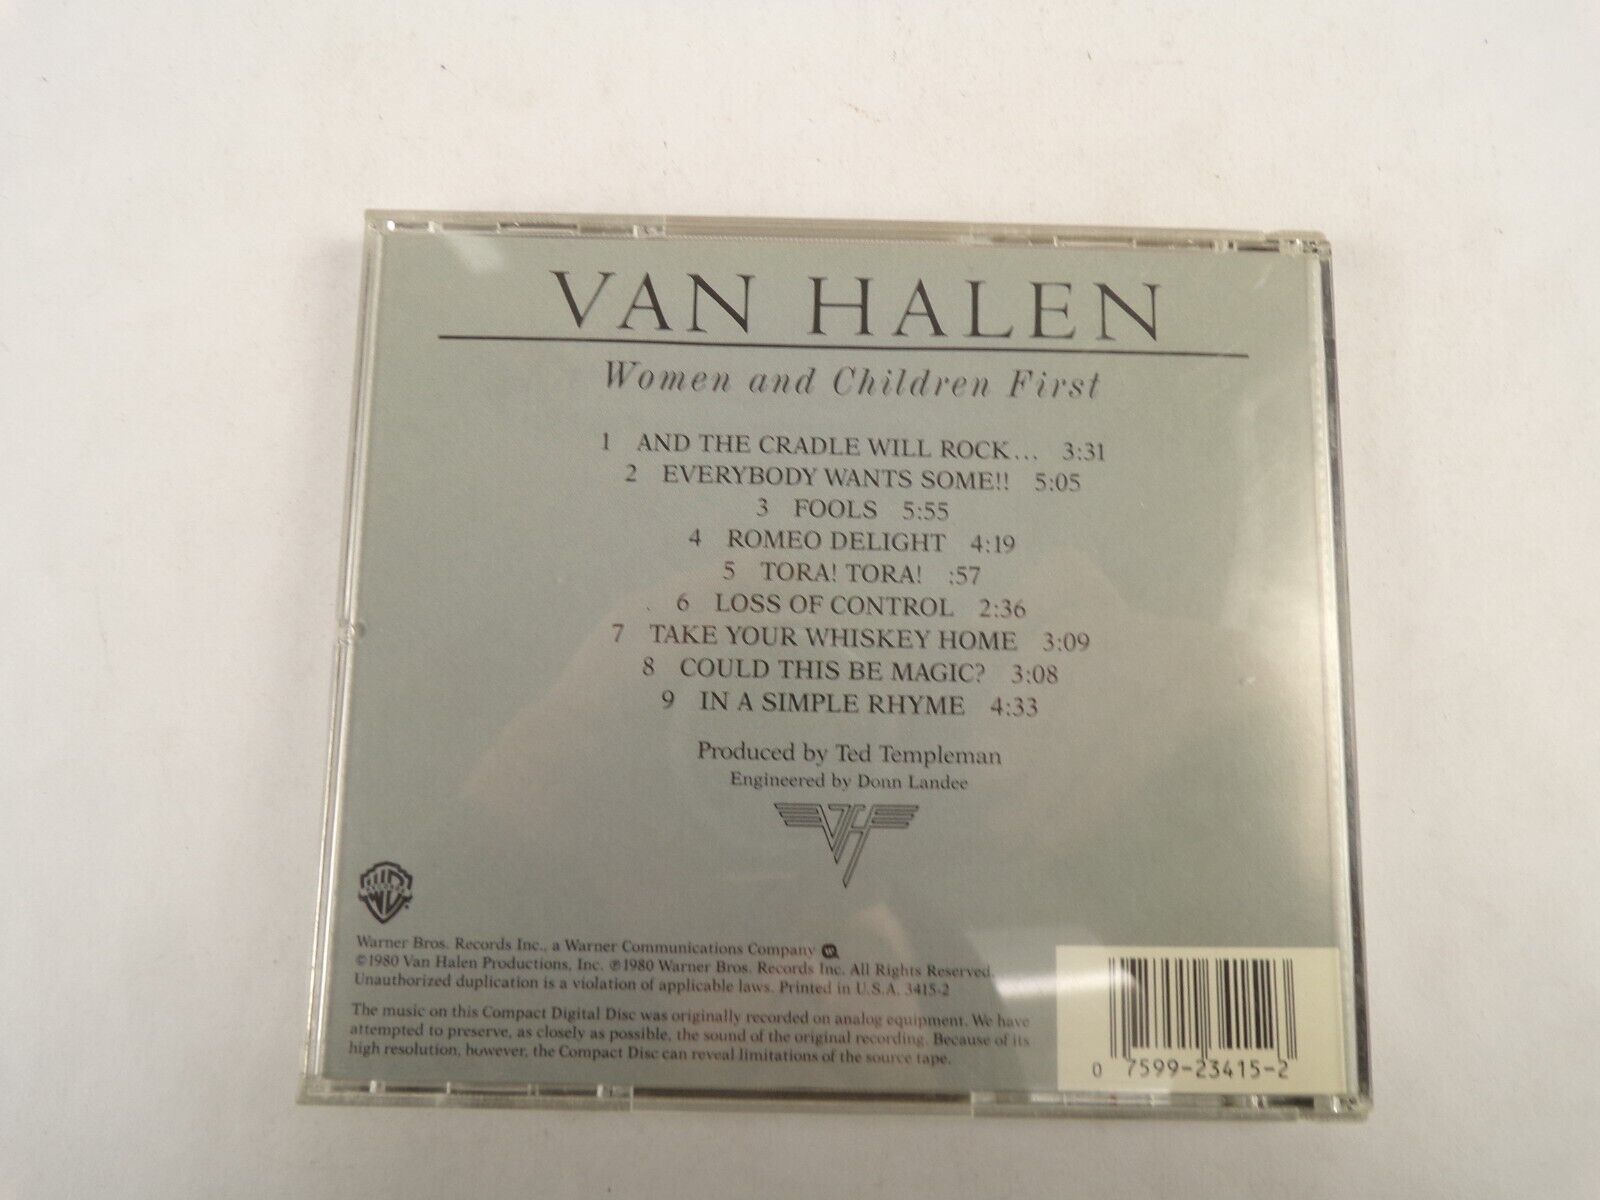 VAN HALEN
Women and Children First
1 AND THE CRADLE WILL ROCK... 3:31
2 EVERYBODY WANTS SOME!! 5:05
3 FOOLS 5:55
4 ROMEO DELIGHT 4:19
5 TORA! TORA! :57
6 LOSS OF CONTROL 2:36
7 TAKE YOUR WHISKEY HOME 3:09
8 COULD THIS BE MAGIC? 3:08
9 IN A SIMPLE RHYME 4:33
Produced by Ted Templeman
Engineered by Donn Landee
VH
WB
RECORDS
Warner Bros. Records Inc., a Warner Communications Company
©1980 Van Halen Productions, Inc. ℗1980 Warner Bros. Records Inc. All Rights Reserved.
Unauthorized duplication is a violation of applicable laws. Printed in U.S.A. 3415-2
The music on this Compact Digital Disc was originally recorded on analog equipment. We have
attempted to preserve, as closely as possible, the sound of the original recording. Because of its
high resolution, however, the Compact Disc can reveal limitations of the source tape.
0 7599-23415-2